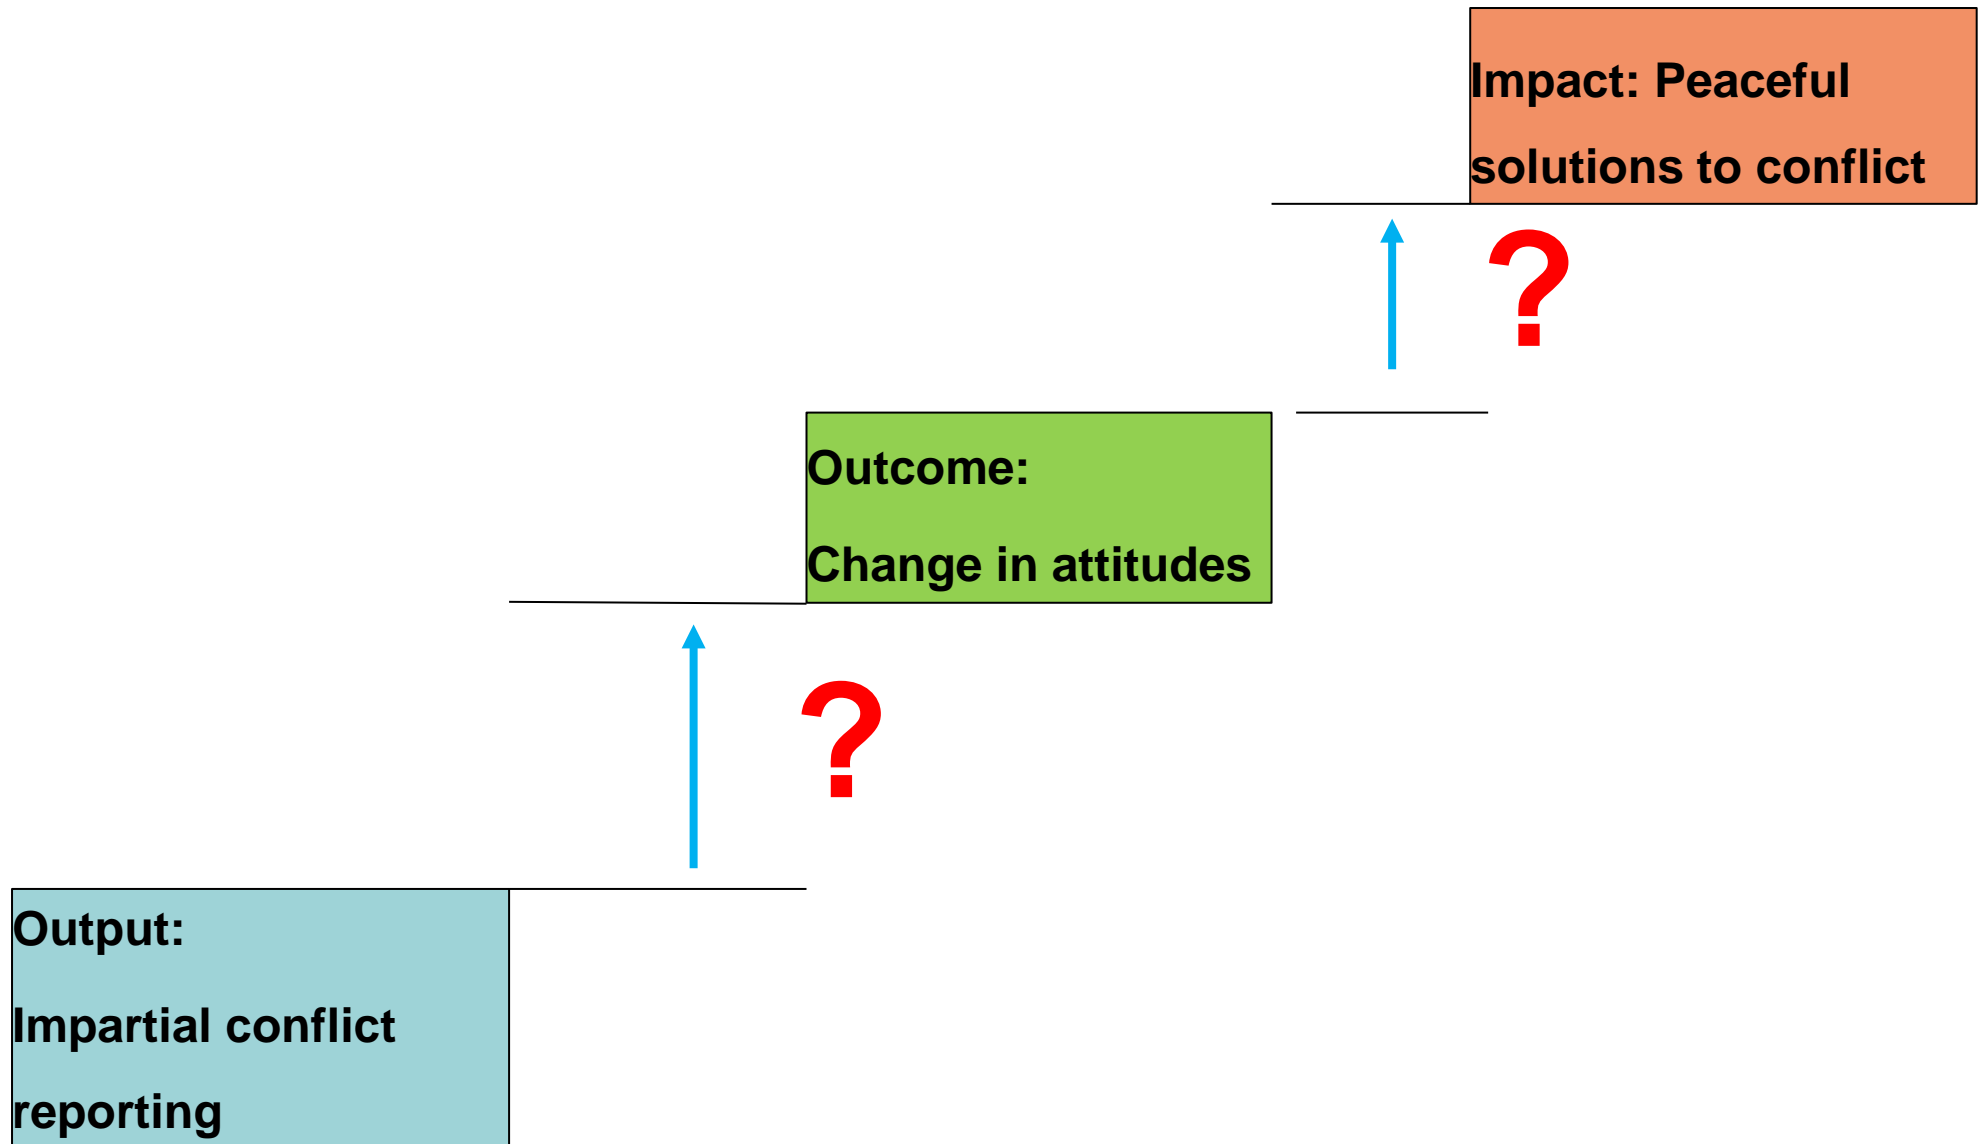 Impact: Peaceful
solutions to conflict
?
Outcome:
Change in attitudes
?
Output:
Impartial conflict
reporting